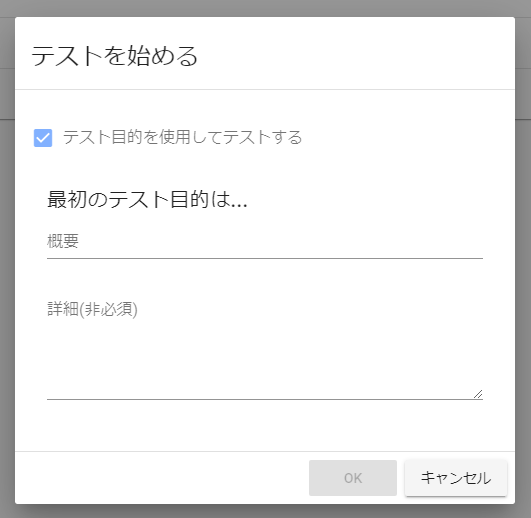 テストを始める
テスト目的を使用してテストする
最初のテスト目的は...
概要
詳細(非必須)
OK
キャンセル